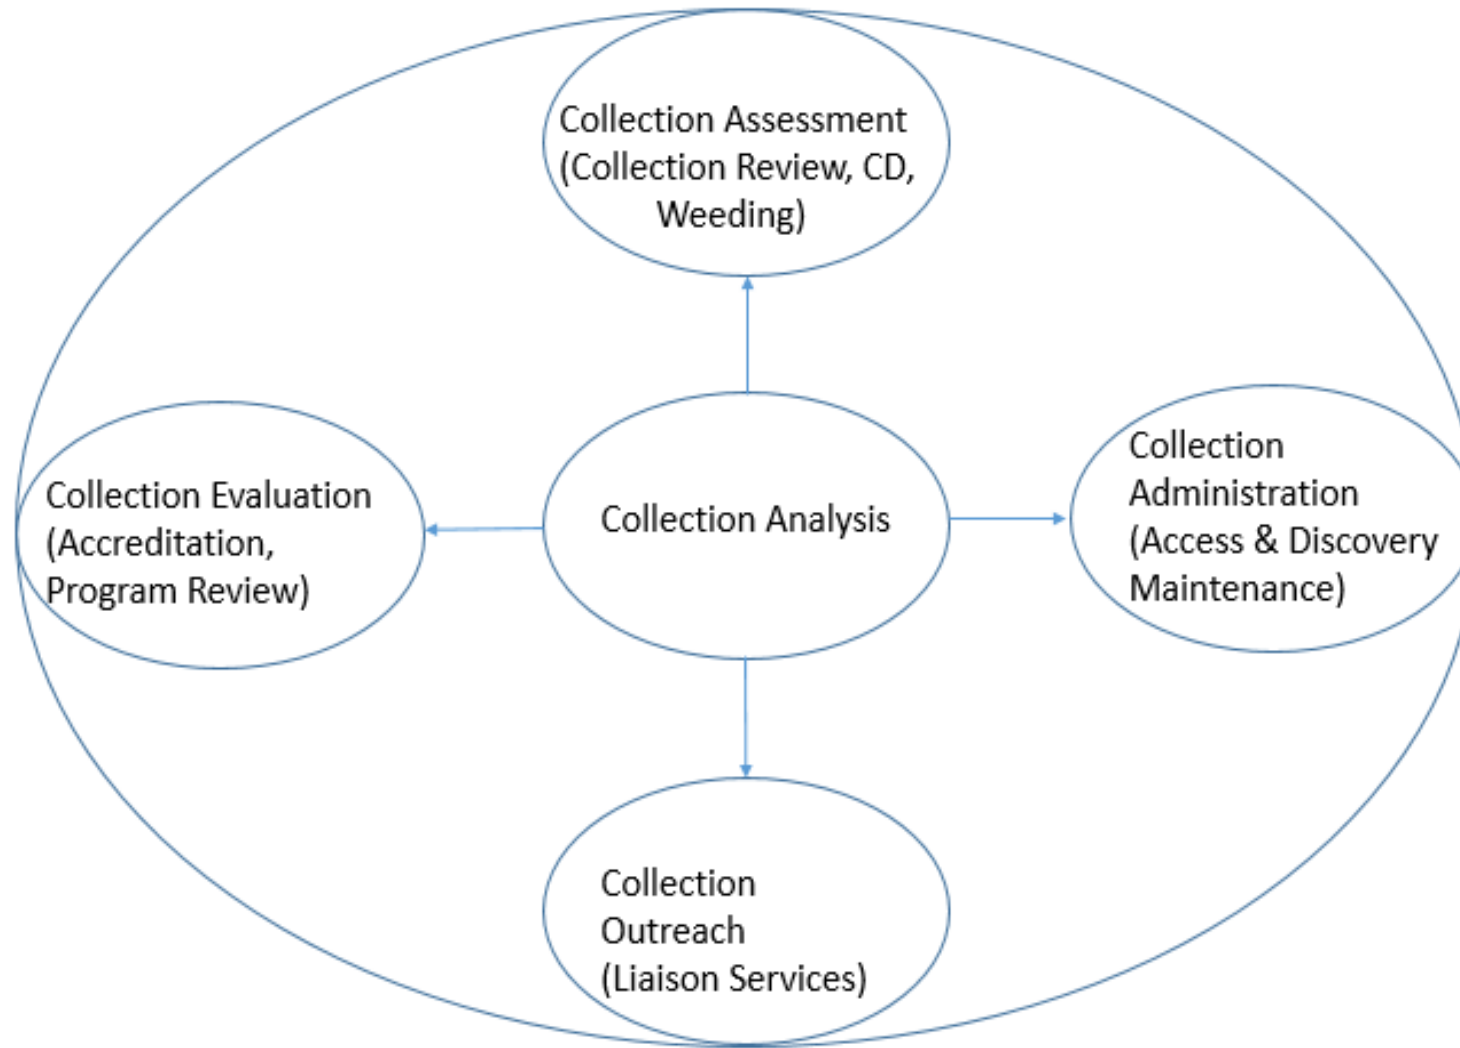 Collection Assessment
(Collection Review, CD,
Weeding)
Collection Evaluation
(Accreditation,
Program Review)
Collection Analysis
Collection
Administration
(Access & Discovery
Maintenance)
Collection
Outreach
(Liaison Services)